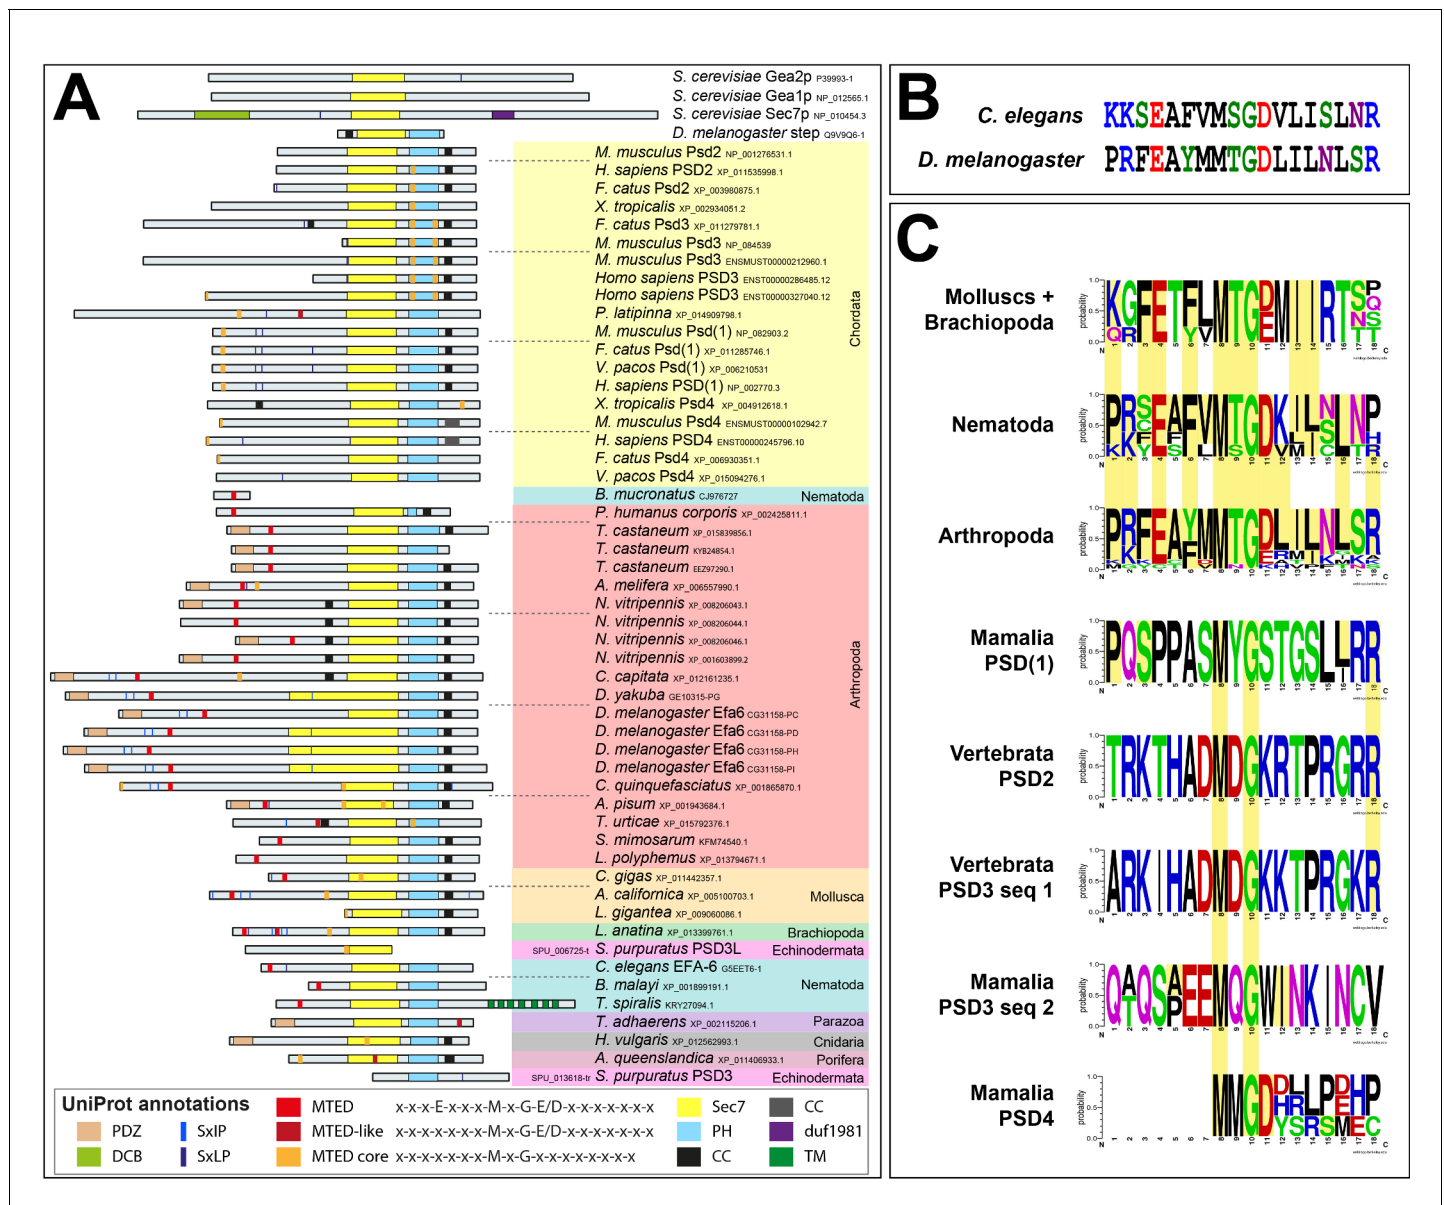 A
S. cerevisiae Gea2p P39993-1
S. cerevisiae Gea1p NP_012565.1
S. cerevisiae Sec7p NP_010454.3
D. melanogaster step Q9V9Q6-1
M. musculus Psd2 NP_001276531.1
H. sapiens PSD2 XP_011535998.1
F. catus Psd2 XP_003980875.1
X. tropicalis XP_002934051.2
F. catus Psd3 XP_011279781.1
M. musculus Psd3 NP_084539
M. musculus Psd3 ENSMUST00000212960.1
Homo sapiens PSD3 ENST00000286485.12
Homo sapiens PSD3 ENST00000327040.12
P. latipinna XP_014909798.1
M. musculus Psd(1) NP_082903.2
F. catus Psd(1) XP_011285746.1
V. pacos Psd(1) XP_006210531
H. sapiens PSD(1) NP_002770.3
X. tropicalis Psd4 XP_004912618.1
M. musculus Psd4 ENSMUST00000102942.7
H. sapiens PSD4 ENST00000245796.10
F. catus Psd4 XP_006930351.1
V. pacos Psd4 XP_015094276.1
Chordata
B. mucronatus CJ976727 Nematoda
P. humanus corporis XP_002425811.1
T. castaneum XP_015839856.1
T. castaneum KYB24854.1
T. castaneum EEZ97290.1
A. melifera XP_006557990.1
N. vitripennis XP_008206043.1
N. vitripennis XP_008206044.1
N. vitripennis XP_008206046.1
N. vitripennis XP_001603899.2
C. capitata XP_012161235.1
D. yakuba GE10315-PG
D. melanogaster Efa6 CG31158-PC
D. melanogaster Efa6 CG31158-PD
D. melanogaster Efa6 CG31158-PH
D. melanogaster Efa6 CG31158-PI
C. quinquefasciatus XP_001865870.1
A. pisum XP_001943684.1
T. urticae XP_015792376.1
S. mimosarum KFM74540.1
L. polyphemus XP_013794671.1
Arthropoda
C. gigas XP_011442357.1
A. californica XP_005100703.1
L. gigantea XP_009060086.1
Mollusca
L. anatina XP_013399761.1 Brachiopoda
SPU_006725-t S. purpuratus PSD3L Echinodermata
C. elegans EFA-6 G5EET6-1
B. malayi XP_001899191.1
T. spiralis KRY27094.1
Nematoda
T. adhaerens XP_002115206.1 Parazoa
H. vulgaris XP_012562993.1 Cnidaria
A. queenslandica XP_011406933.1 Porifera
SPU_013618-tr S. purpuratus PSD3 Echinodermata
UniProt annotations
PDZ
DCB
SxIP
SxLP
MTED x-x-x-E-x-x-x-M-x-G-E/D-x-x-x-x-x-x-x
MTED-like x-x-x-x-x-x-x-M-x-G-E/D-x-x-x-x-x-x-x
MTED core x-x-x-x-x-x-x-M-x-G-x-x-x-x-x-x-x-x
Sec7
PH
CC
CC
duf1981
TM
B
C. elegans KKSEAFVMSGDVLISLNR
D. melanogaster PRFEAYMMTGDLILNLSR
C
Molluscs +
Brachiopoda
Nematoda
Arthropoda
Mamalia
PSD(1)
PQSPPASMYGSTGSLLRR
Vertebrata
PSD2
TRKTHADMDGKRTPRGRR
Vertebrata
PSD3 seq 1
ARKIHADMDGKKTPRGKR
Mamalia
PSD3 seq 2
Mamalia
PSD4